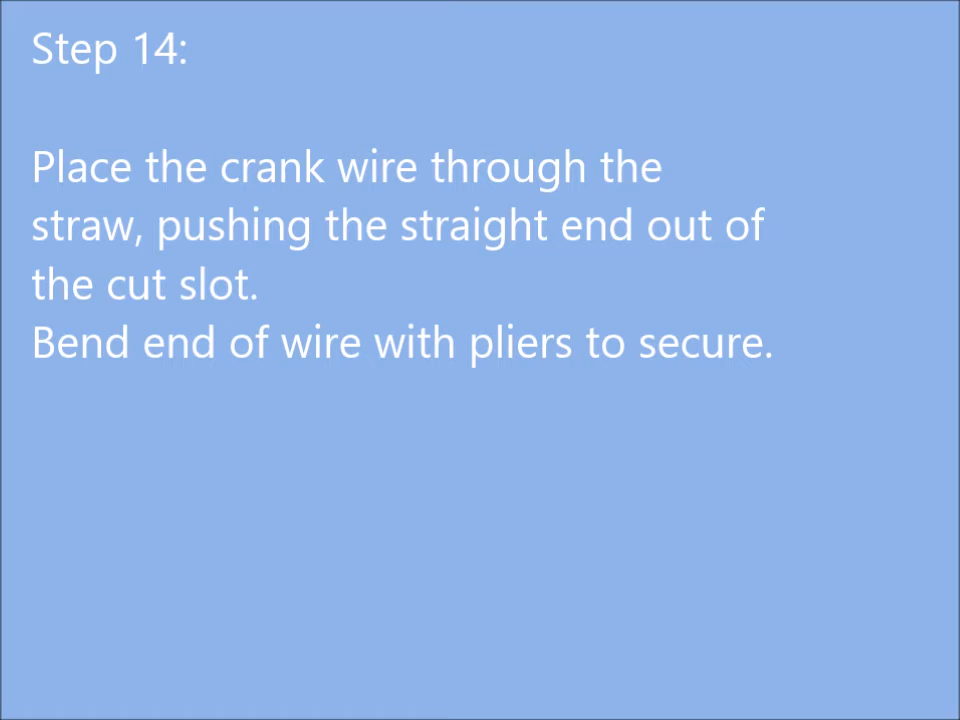 Step 14:
Place the crank wire through the
straw, pushing the straight end out of
the cut slot.
Bend end of wire with pliers to secure.